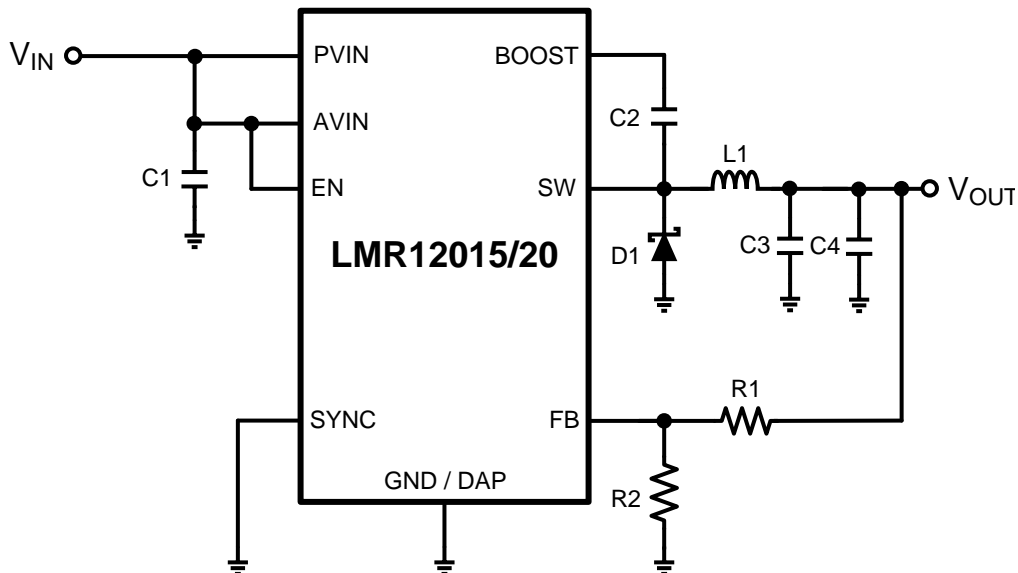 V_IN
PVIN
BOOST
C2
AVIN
L1
C1
EN
SW
V_OUT
LMR12015/20
D1
C3
C4
R1
SYNC
FB
GND / DAP
R2